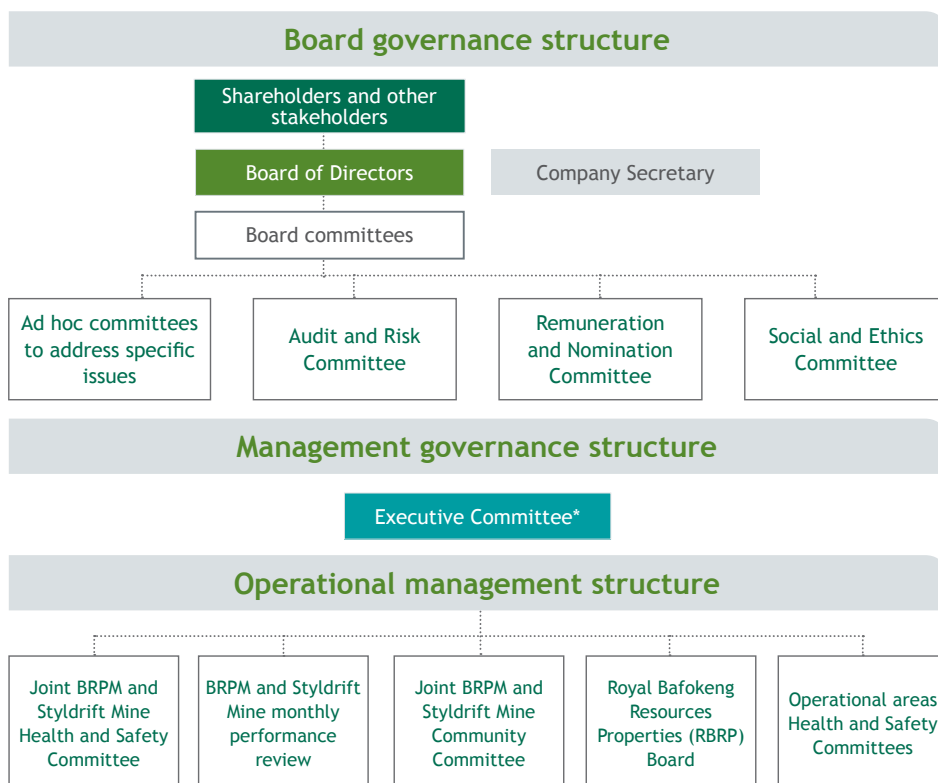 Board governance structure
Shareholders and other
stakeholders
Board of Directors
Company Secretary
Board committees
Ad hoc committees
to address specific
issues
Audit and Risk
Committee
Remuneration
and Nomination
Committee
Social and Ethics
Committee
Management governance structure
Executive Committee*
Operational management structure
Joint BRPM and
Styldrift Mine
Health and Safety
Committee
BRPM and Styldrift
Mine monthly
performance
review
Joint BRPM and
Styldrift Mine
Community
Committee
Royal Bafokeng
Resources
Properties (RBRP)
Board
Operational areas
Health and Safety
Committees